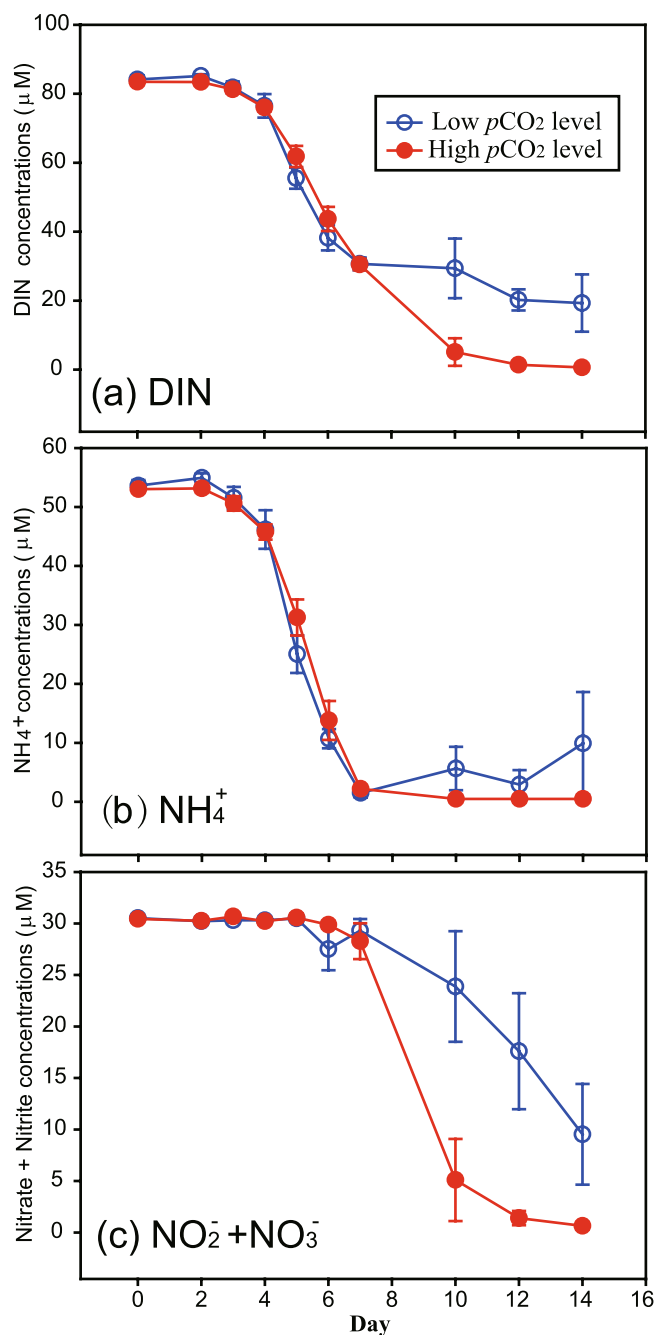 100
80
60
40
20
0
DIN concentrations (μM)
Low pCO₂ level
High pCO₂ level
(a) DIN
60
50
40
30
20
10
0
NH₄⁺ concentrations (μM)
(b) NH₄⁺
35
30
25
20
15
10
5
0
Nitrate + Nitrite concentrations (μM)
(c) NO₂⁻ + NO₃⁻
0 2 4 6 8 10 12 14 16
Day